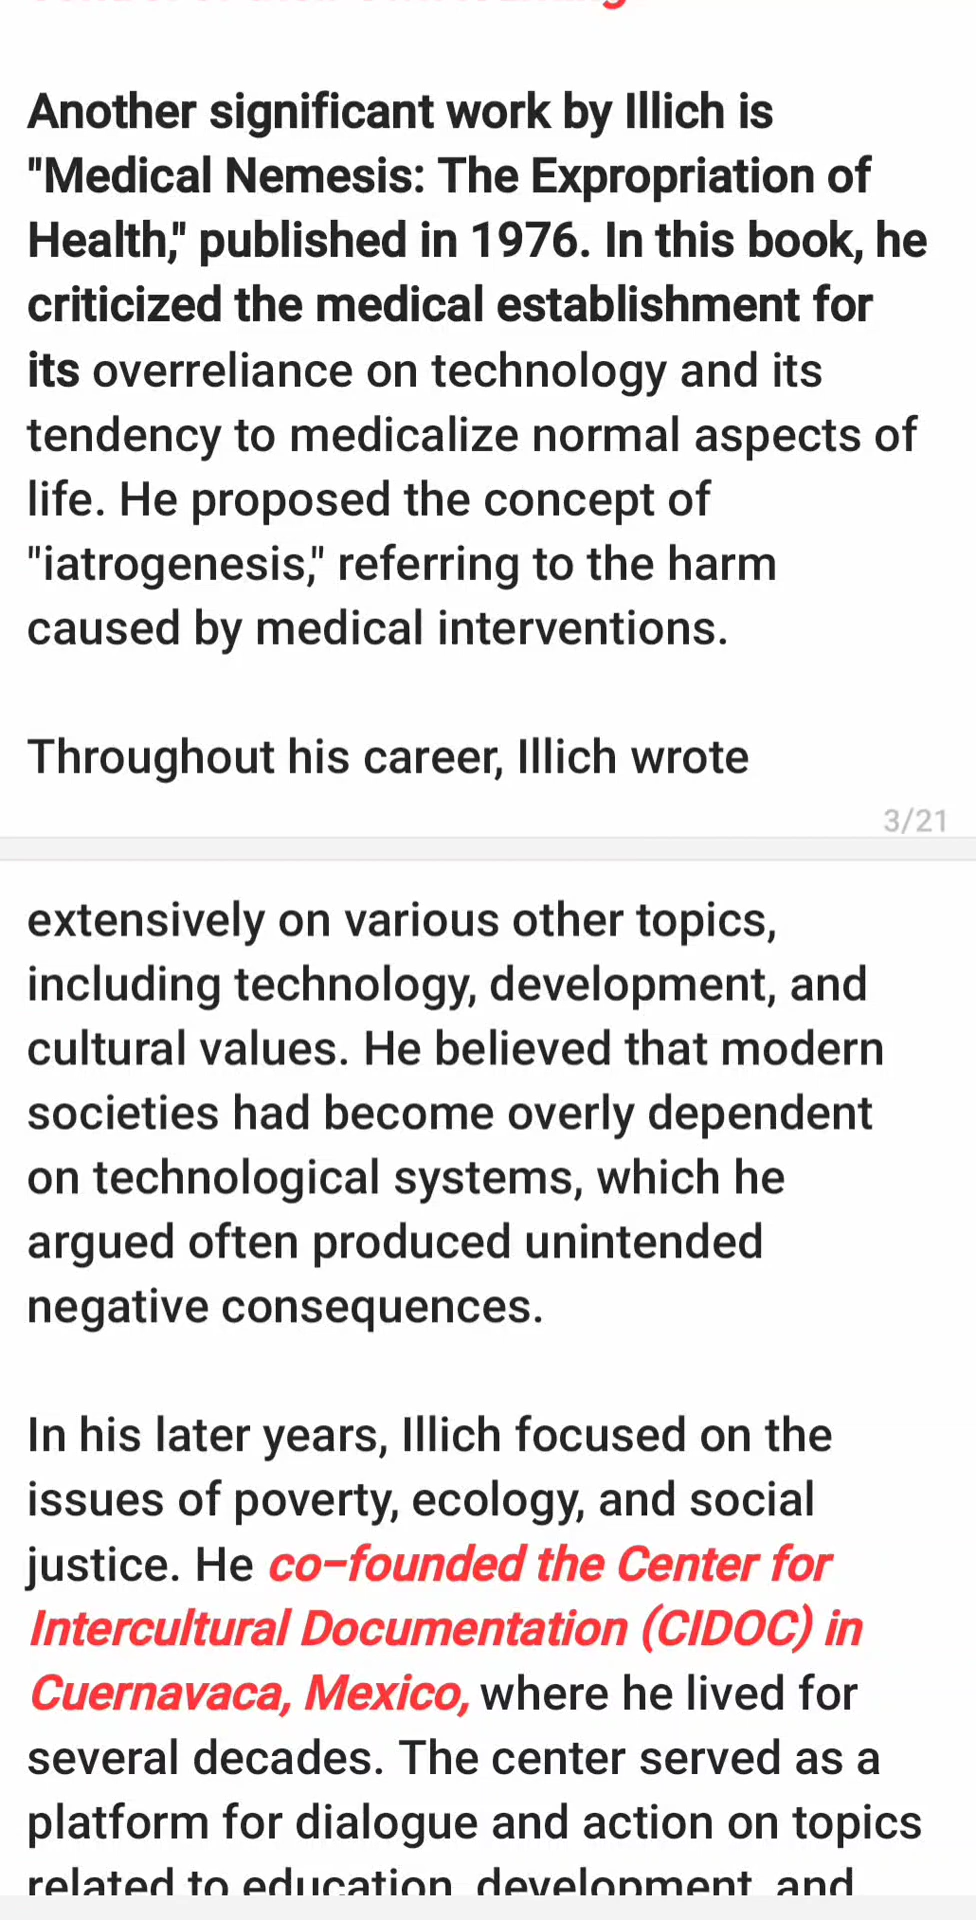 Another significant work by Illich is
"Medical Nemesis: The Expropriation of
Health," published in 1976. In this book, he
criticized the medical establishment for
its overreliance on technology and its
tendency to medicalize normal aspects of
life. He proposed the concept of
"iatrogenesis," referring to the harm
caused by medical interventions.
Throughout his career, Illich wrote
3/21
extensively on various other topics,
including technology, development, and
cultural values. He believed that modern
societies had become overly dependent
on technological systems, which he
argued often produced unintended
negative consequences.
In his later years, Illich focused on the
issues of poverty, ecology, and social
justice. He co-founded the Center for
Intercultural Documentation (CIDOC) in
Cuernavaca, Mexico, where he lived for
several decades. The center served as a
platform for dialogue and action on topics
related to education, development, and